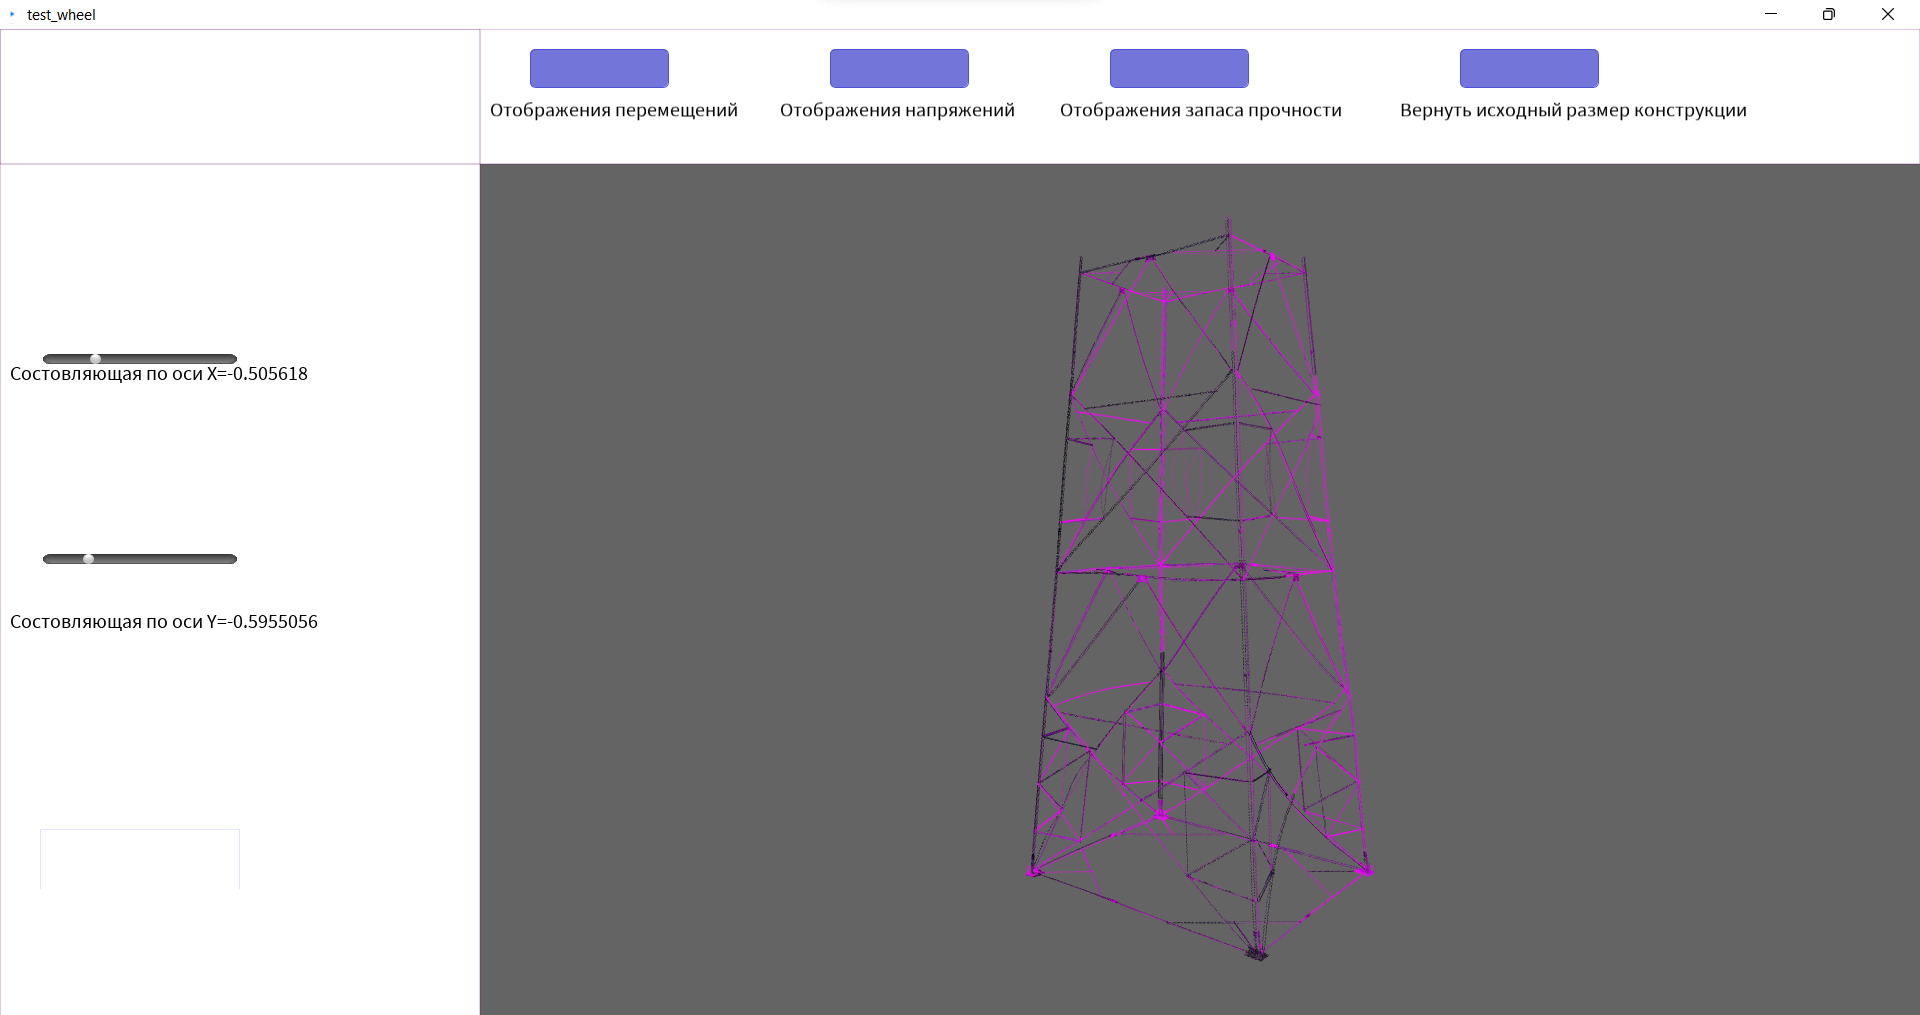 test_wheel
Отображения перемещений
Отображения напряжений
Отображения запаса прочности
Вернуть исходный размер конструкции
Состовляющая по оси X=-0.505618
Состовляющая по оси Y=-0.5955056